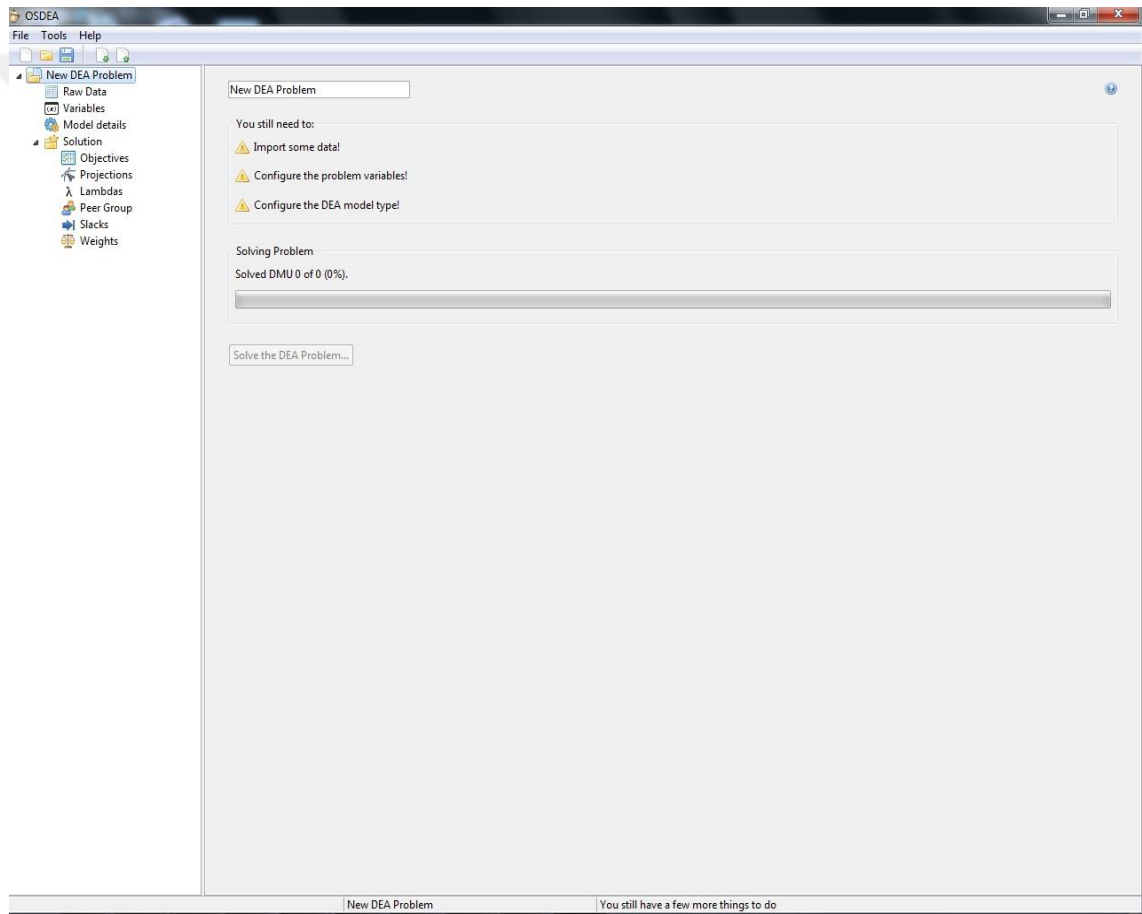 OSDEA
File Tools Help
New DEA Problem
Raw Data
(x) Variables
Model details
Solution
Objectives
Projections
λ Lambdas
Peer Group
Slacks
Weights
New DEA Problem
You still need to:
Import some data!
Configure the problem variables!
Configure the DEA model type!
Solving Problem
Solved DMU 0 of 0 (0%).
Solve the DEA Problem...
New DEA Problem You still have a few more things to do